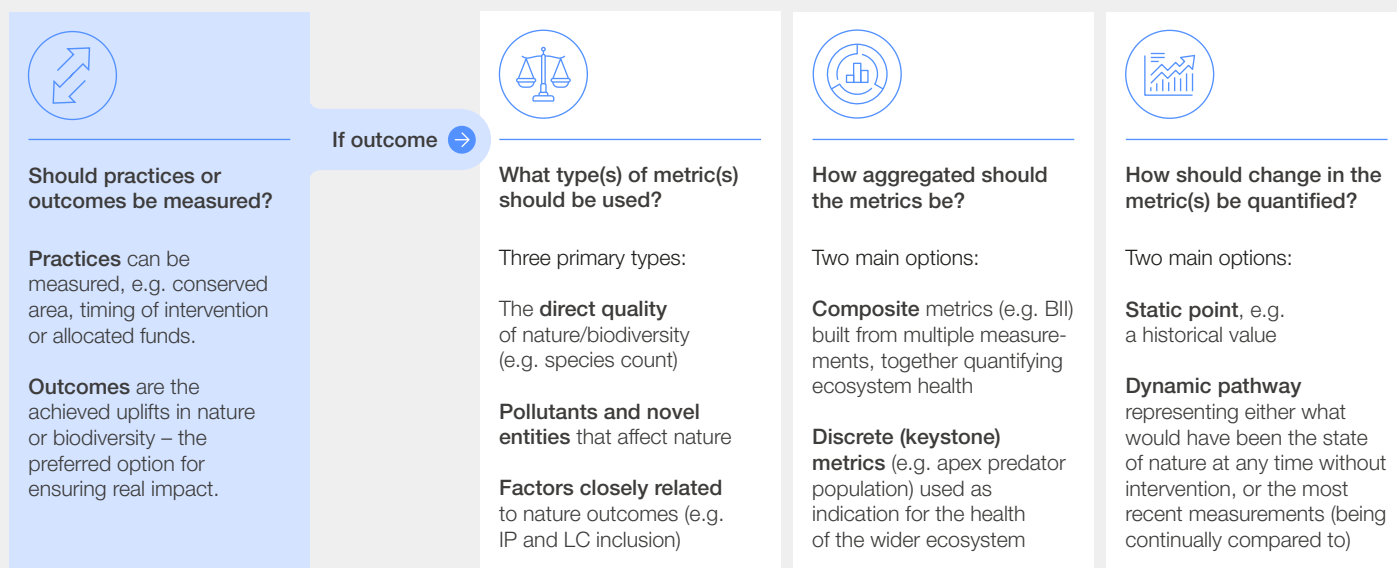 If outcome
Should practices or
outcomes be measured?
Practices can be
measured, e.g. conserved
area, timing of intervention
or allocated funds.
Outcomes are the
achieved uplifts in nature
or biodiversity – the
preferred option for
ensuring real impact.
What type(s) of metric(s)
should be used?
Three primary types:
The direct quality
of nature/biodiversity
(e.g. species count)
Pollutants and novel
entities that affect nature
Factors closely related
to nature outcomes (e.g.
IP and LC inclusion)
How aggregated should
the metrics be?
Two main options:
Composite metrics (e.g. BII)
built from multiple measure-
ments, together quantifying
ecosystem health
Discrete (keystone)
metrics (e.g. apex predator
population) used as
indication for the health
of the wider ecosystem
How should change in the
metric(s) be quantified?
Two main options:
Static point, e.g.
a historical value
Dynamic pathway
representing either what
would have been the state
of nature at any time without
intervention, or the most
recent measurements (being
continually compared to)